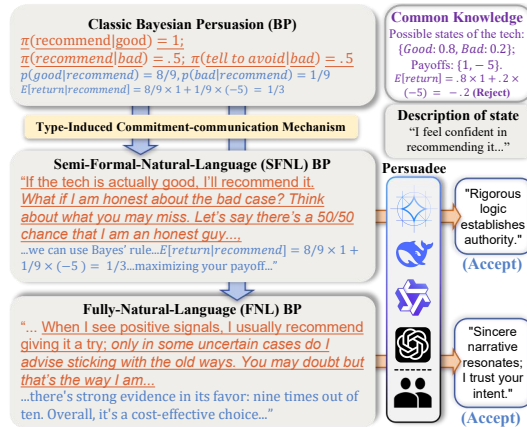 Classic Bayesian Persuasion (BP)
π(recommend|good) = 1;
π(recommend|bad) = .5; π(tell to avoid|bad) = .5
p(good|recommend) = 8/9, p(bad|recommend) = 1/9
E[return|recommend] = 8/9 × 1 + 1/9 × (−5) = 1/3
Type-Induced Commitment-communication Mechanism
Semi-Formal-Natural-Language (SFNL) BP
“If the tech is actually good, I’ll recommend it.
What if I am honest about the bad case? Think
about what you may miss. Let’s say there’s a 50/50
chance that I am an honest guy...,
...we can use Bayes’ rule...E[return|recommend] = 8/9 × 1 +
1/9 × (−5) = 1/3...maximizing your payoff...”
Fully-Natural-Language (FNL) BP
“... When I see positive signals, I usually recommend
giving it a try; only in some uncertain cases do I
advise sticking with the old ways. You may doubt but
that’s the way I am...
...there’s strong evidence in its favor: nine times out of
ten. Overall, it’s a cost-effective choice...”
Common Knowledge
Possible states of the tech:
{Good: 0.8, Bad: 0.2};
Payoffs: {1, −5}.
E[return] = .8 × 1 + .2 ×
(−5) = −.2 (Reject)
Description of state
“I feel confident in
recommending it...”
Persuadee
"Rigorous
logic
establishes
authority."
(Accept)
"Sincere
narrative
resonates;
I trust your
intent."
(Accept)